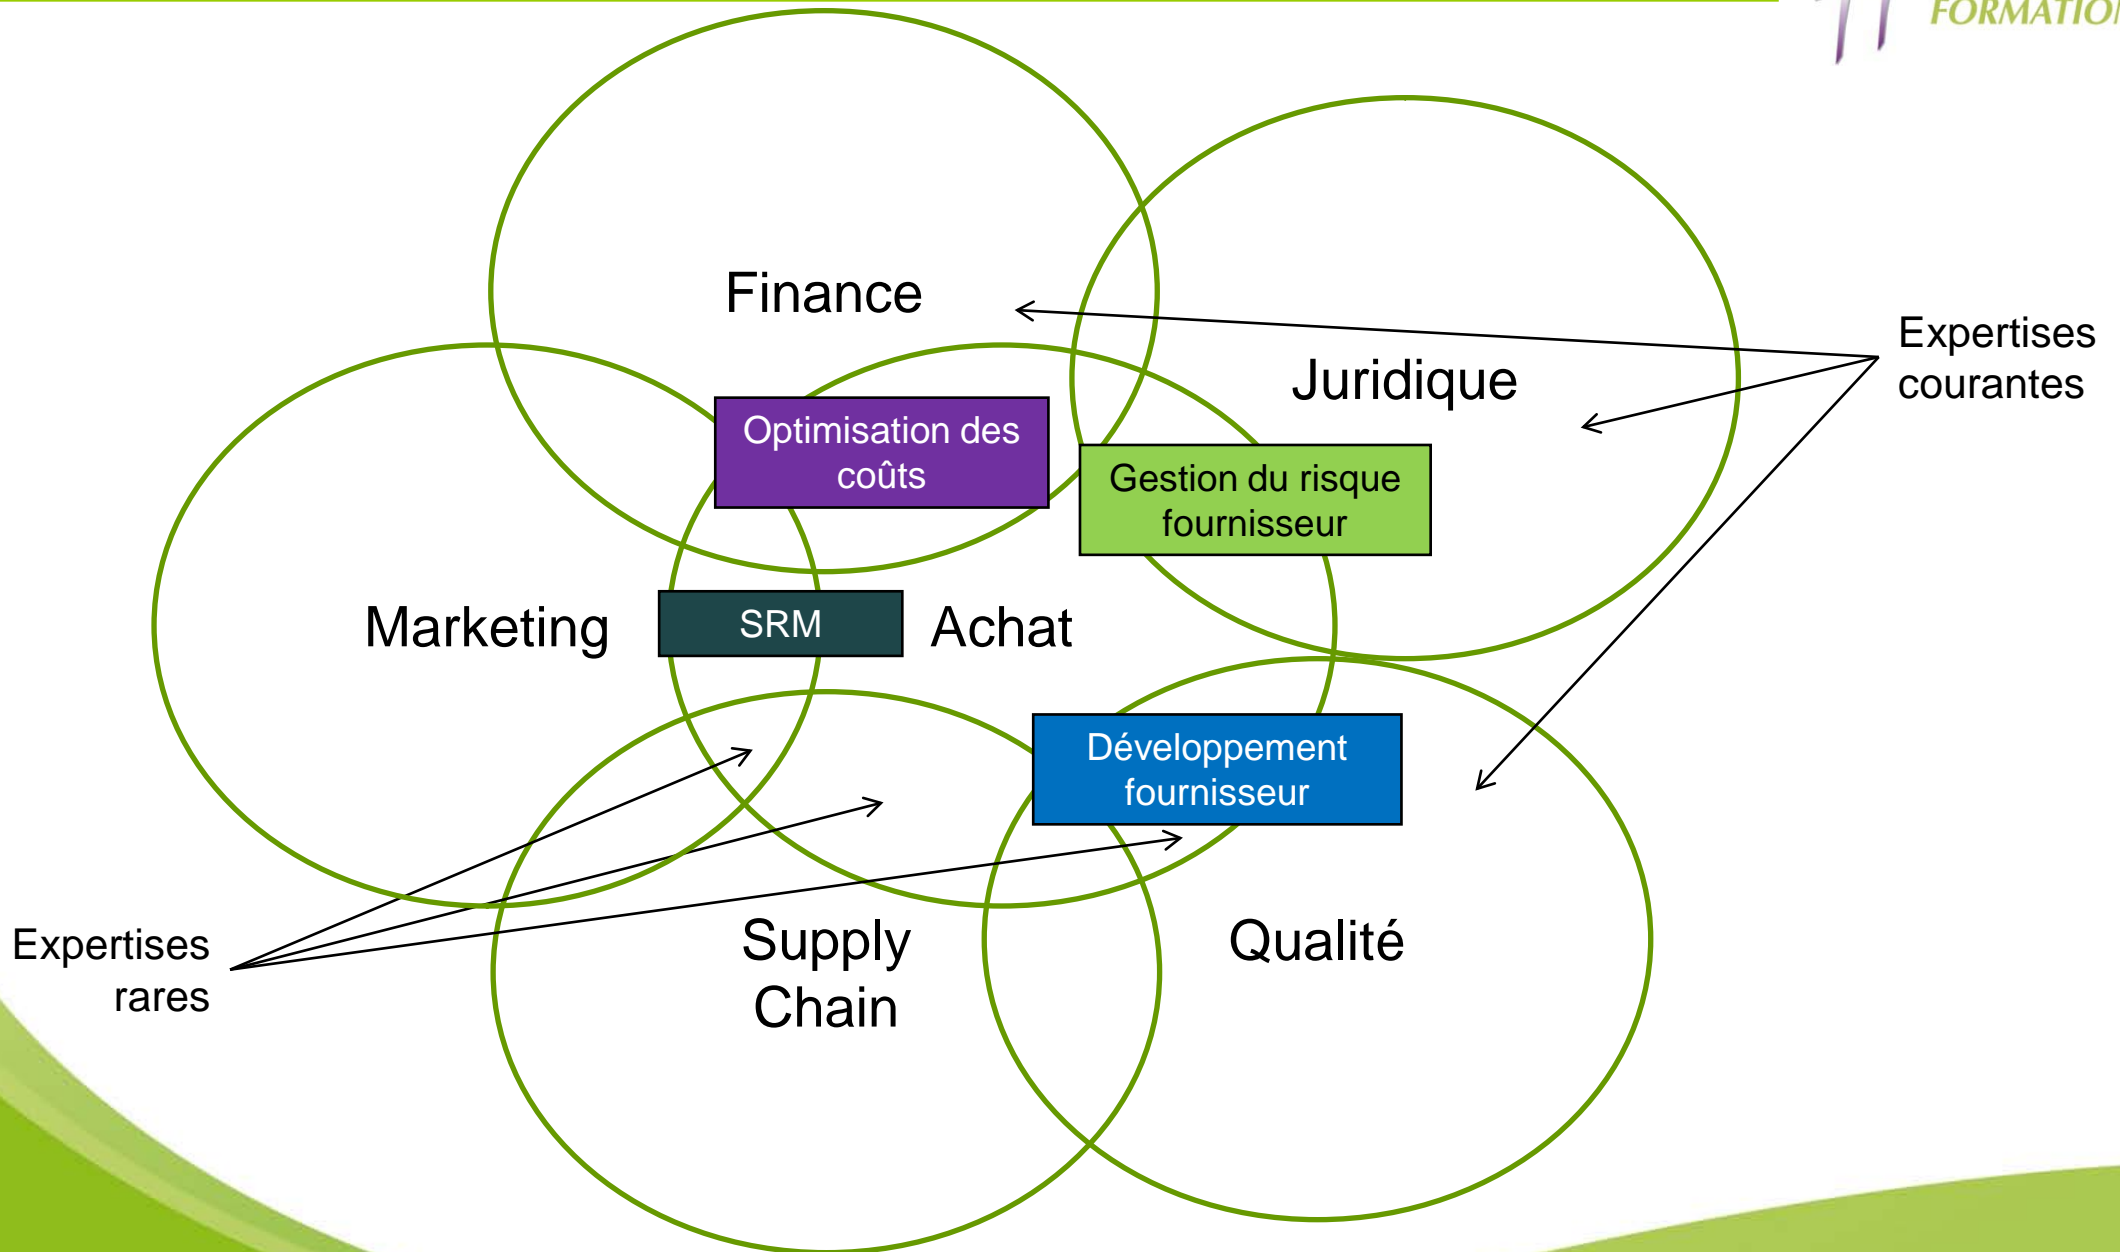 FORMATION
Finance
Expertises
courantes
Juridique
Optimisation des
coûts
Gestion du risque
fournisseur
Marketing
SRM
Achat
Développement
fournisseur
Expertises
rares
Supply
Chain
Qualité